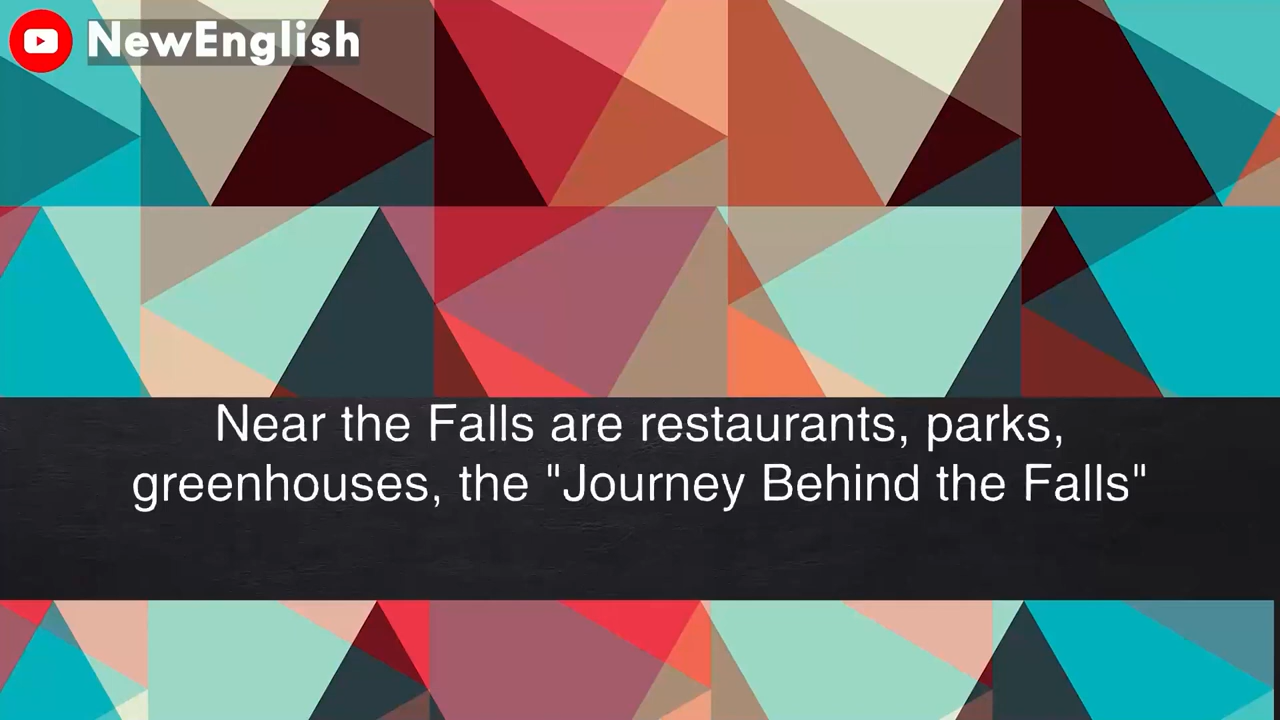 NewEnglish
Near the Falls are restaurants, parks,
greenhouses, the "Journey Behind the Falls"